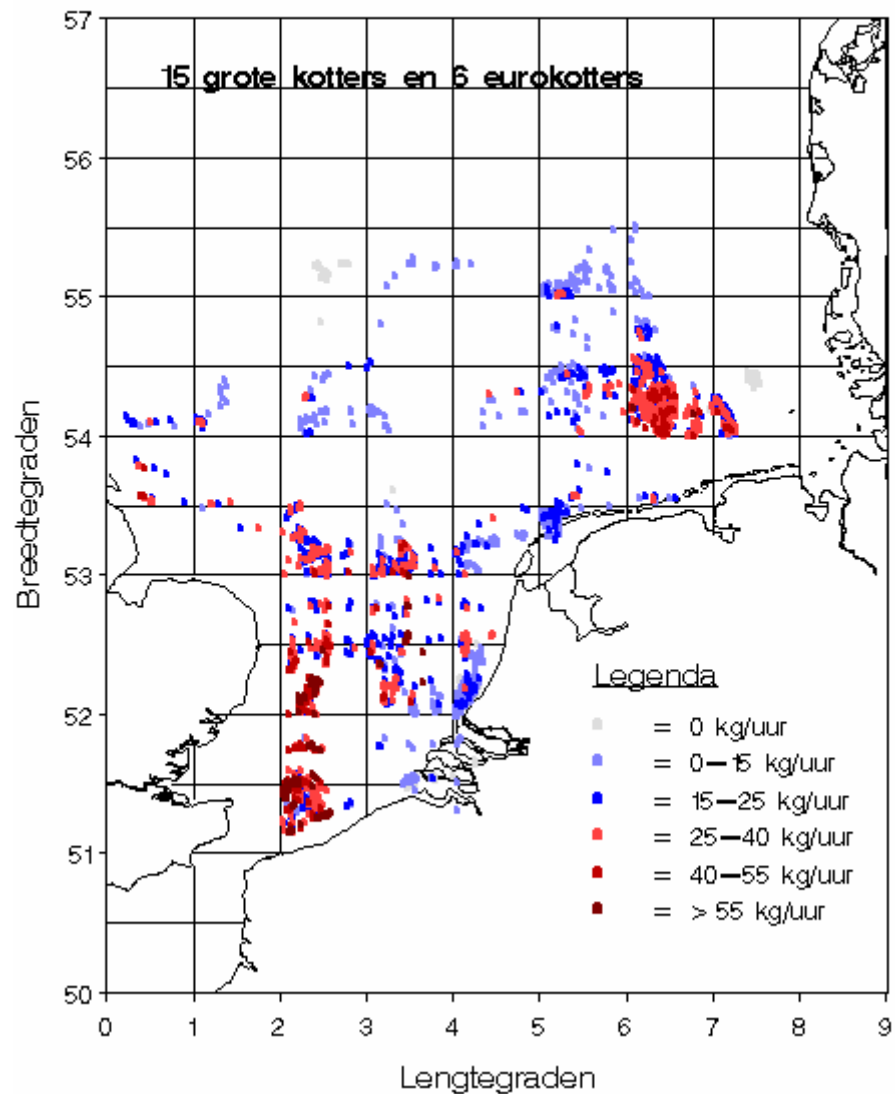 15 grote kotters en 6 eurokotters
57
56
55
54
53
52
51
50
Breedtegraden
Legenda
= 0 kg/uur
= 0–15 kg/uur
= 15–25 kg/uur
= 25–40 kg/uur
= 40–55 kg/uur
= > 55 kg/uur
0 1 2 3 4 5 6 7 8 9
Lengtegraden